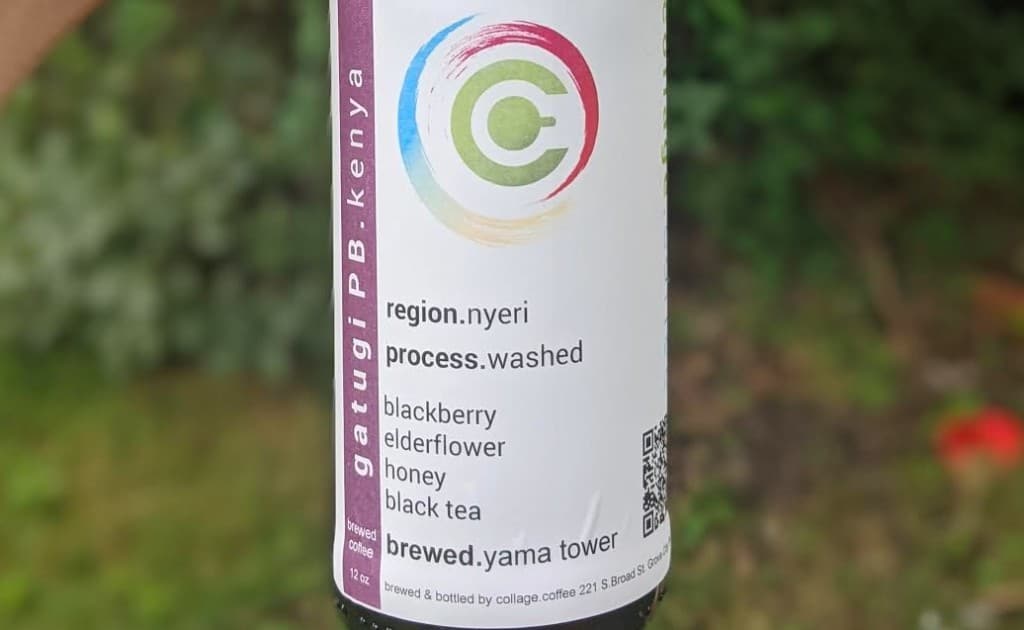 gatugi PB.kenya
brewed
coffee
12 oz
region.nyeri
process.washed
blackberry
elderflower
honey
black tea
brewed.yama tower
brewed & bottled by collage.coffee 221 S.Broad St.